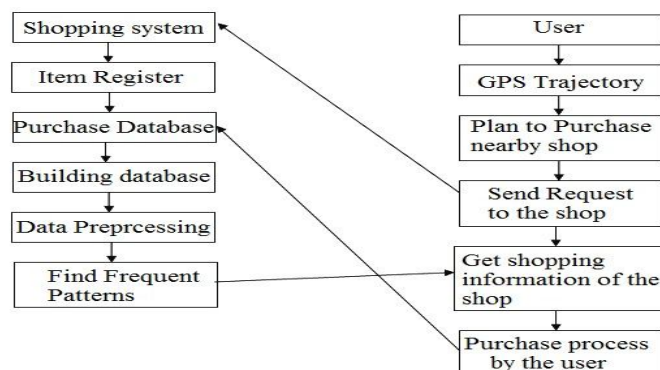 Shopping system
Item Register
Purchase Database
Building database
Data Preprcessing
Find Frequent
Patterns
User
GPS Trajectory
Plan to Purchase
nearby shop
Send Request
to the shop
Get shopping
information of the
shop
Purchase process
by the user